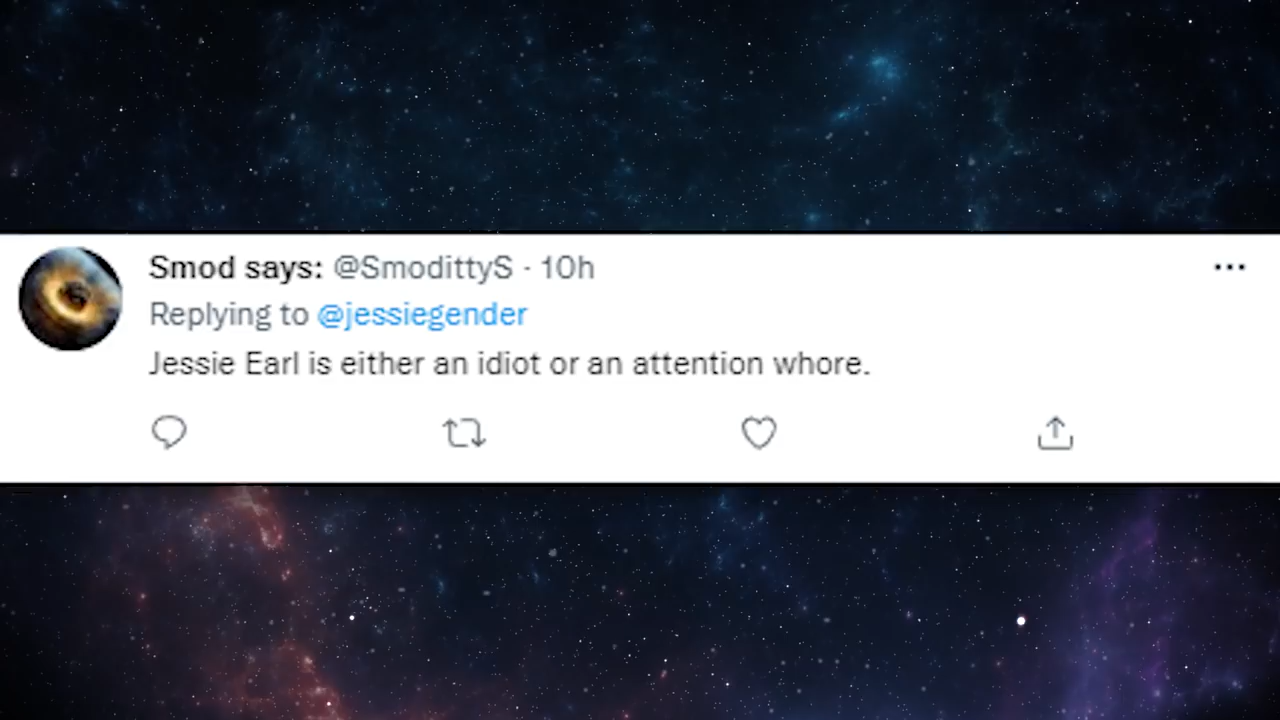 Smod says: @SmodittyS · 10h
Replying to @jessiegender
Jessie Earl is either an idiot or an attention whore.